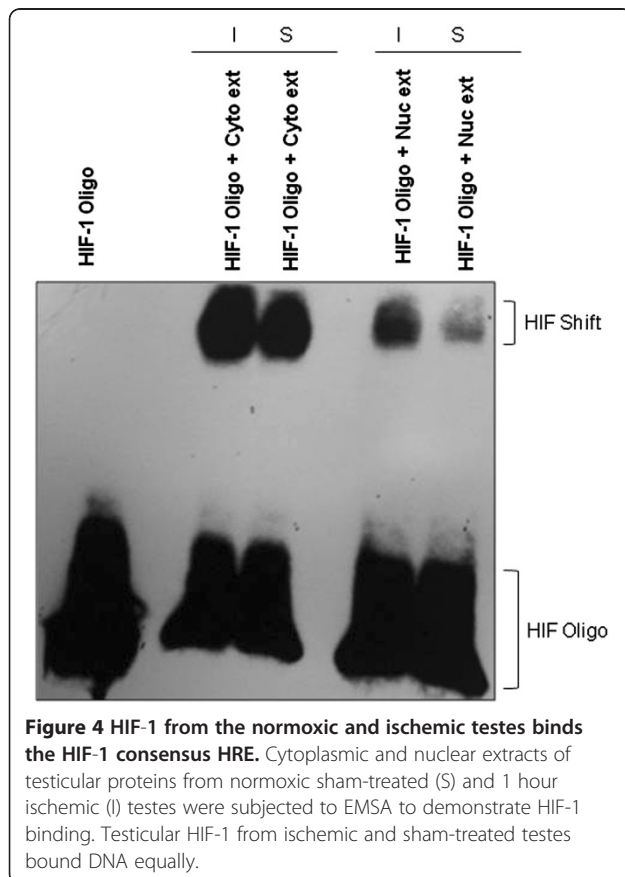 I S I S
HIF-1 Oligo
HIF-1 Oligo + Cyto ext
HIF-1 Oligo + Cyto ext
HIF-1 Oligo + Nuc ext
HIF-1 Oligo + Nuc ext
HIF Shift
HIF Oligo
Figure 4 HIF-1 from the normoxic and ischemic testes binds
the HIF-1 consensus HRE. Cytoplasmic and nuclear extracts of
testicular proteins from normoxic sham-treated (S) and 1 hour
ischemic (I) testes were subjected to EMSA to demonstrate HIF-1
binding. Testicular HIF-1 from ischemic and sham-treated testes
bound DNA equally.